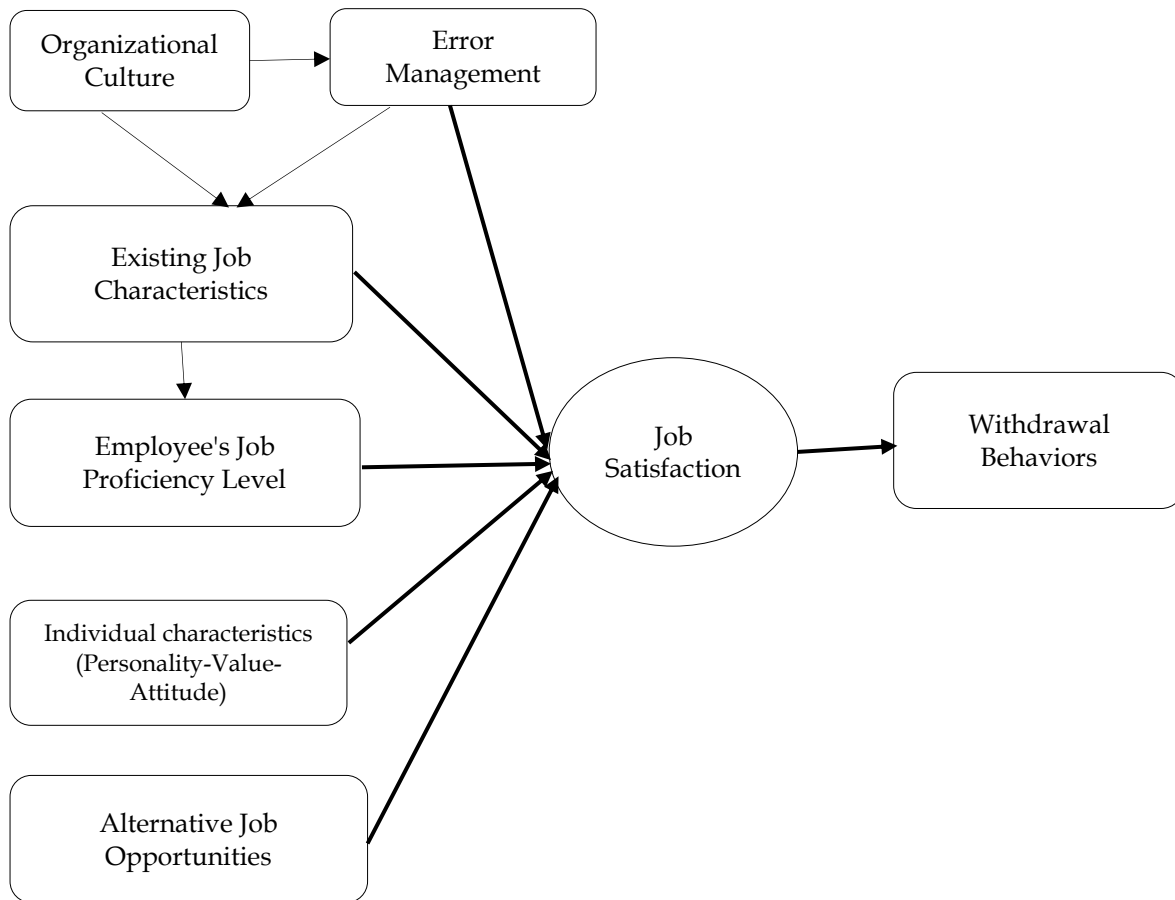 Organizational
Culture
Error
Management
Existing Job
Characteristics
Employee's Job
Proficiency Level
Job
Satisfaction
Withdrawal
Behaviors
Individual characteristics
(Personality-Value-
Attitude)
Alternative Job
Opportunities